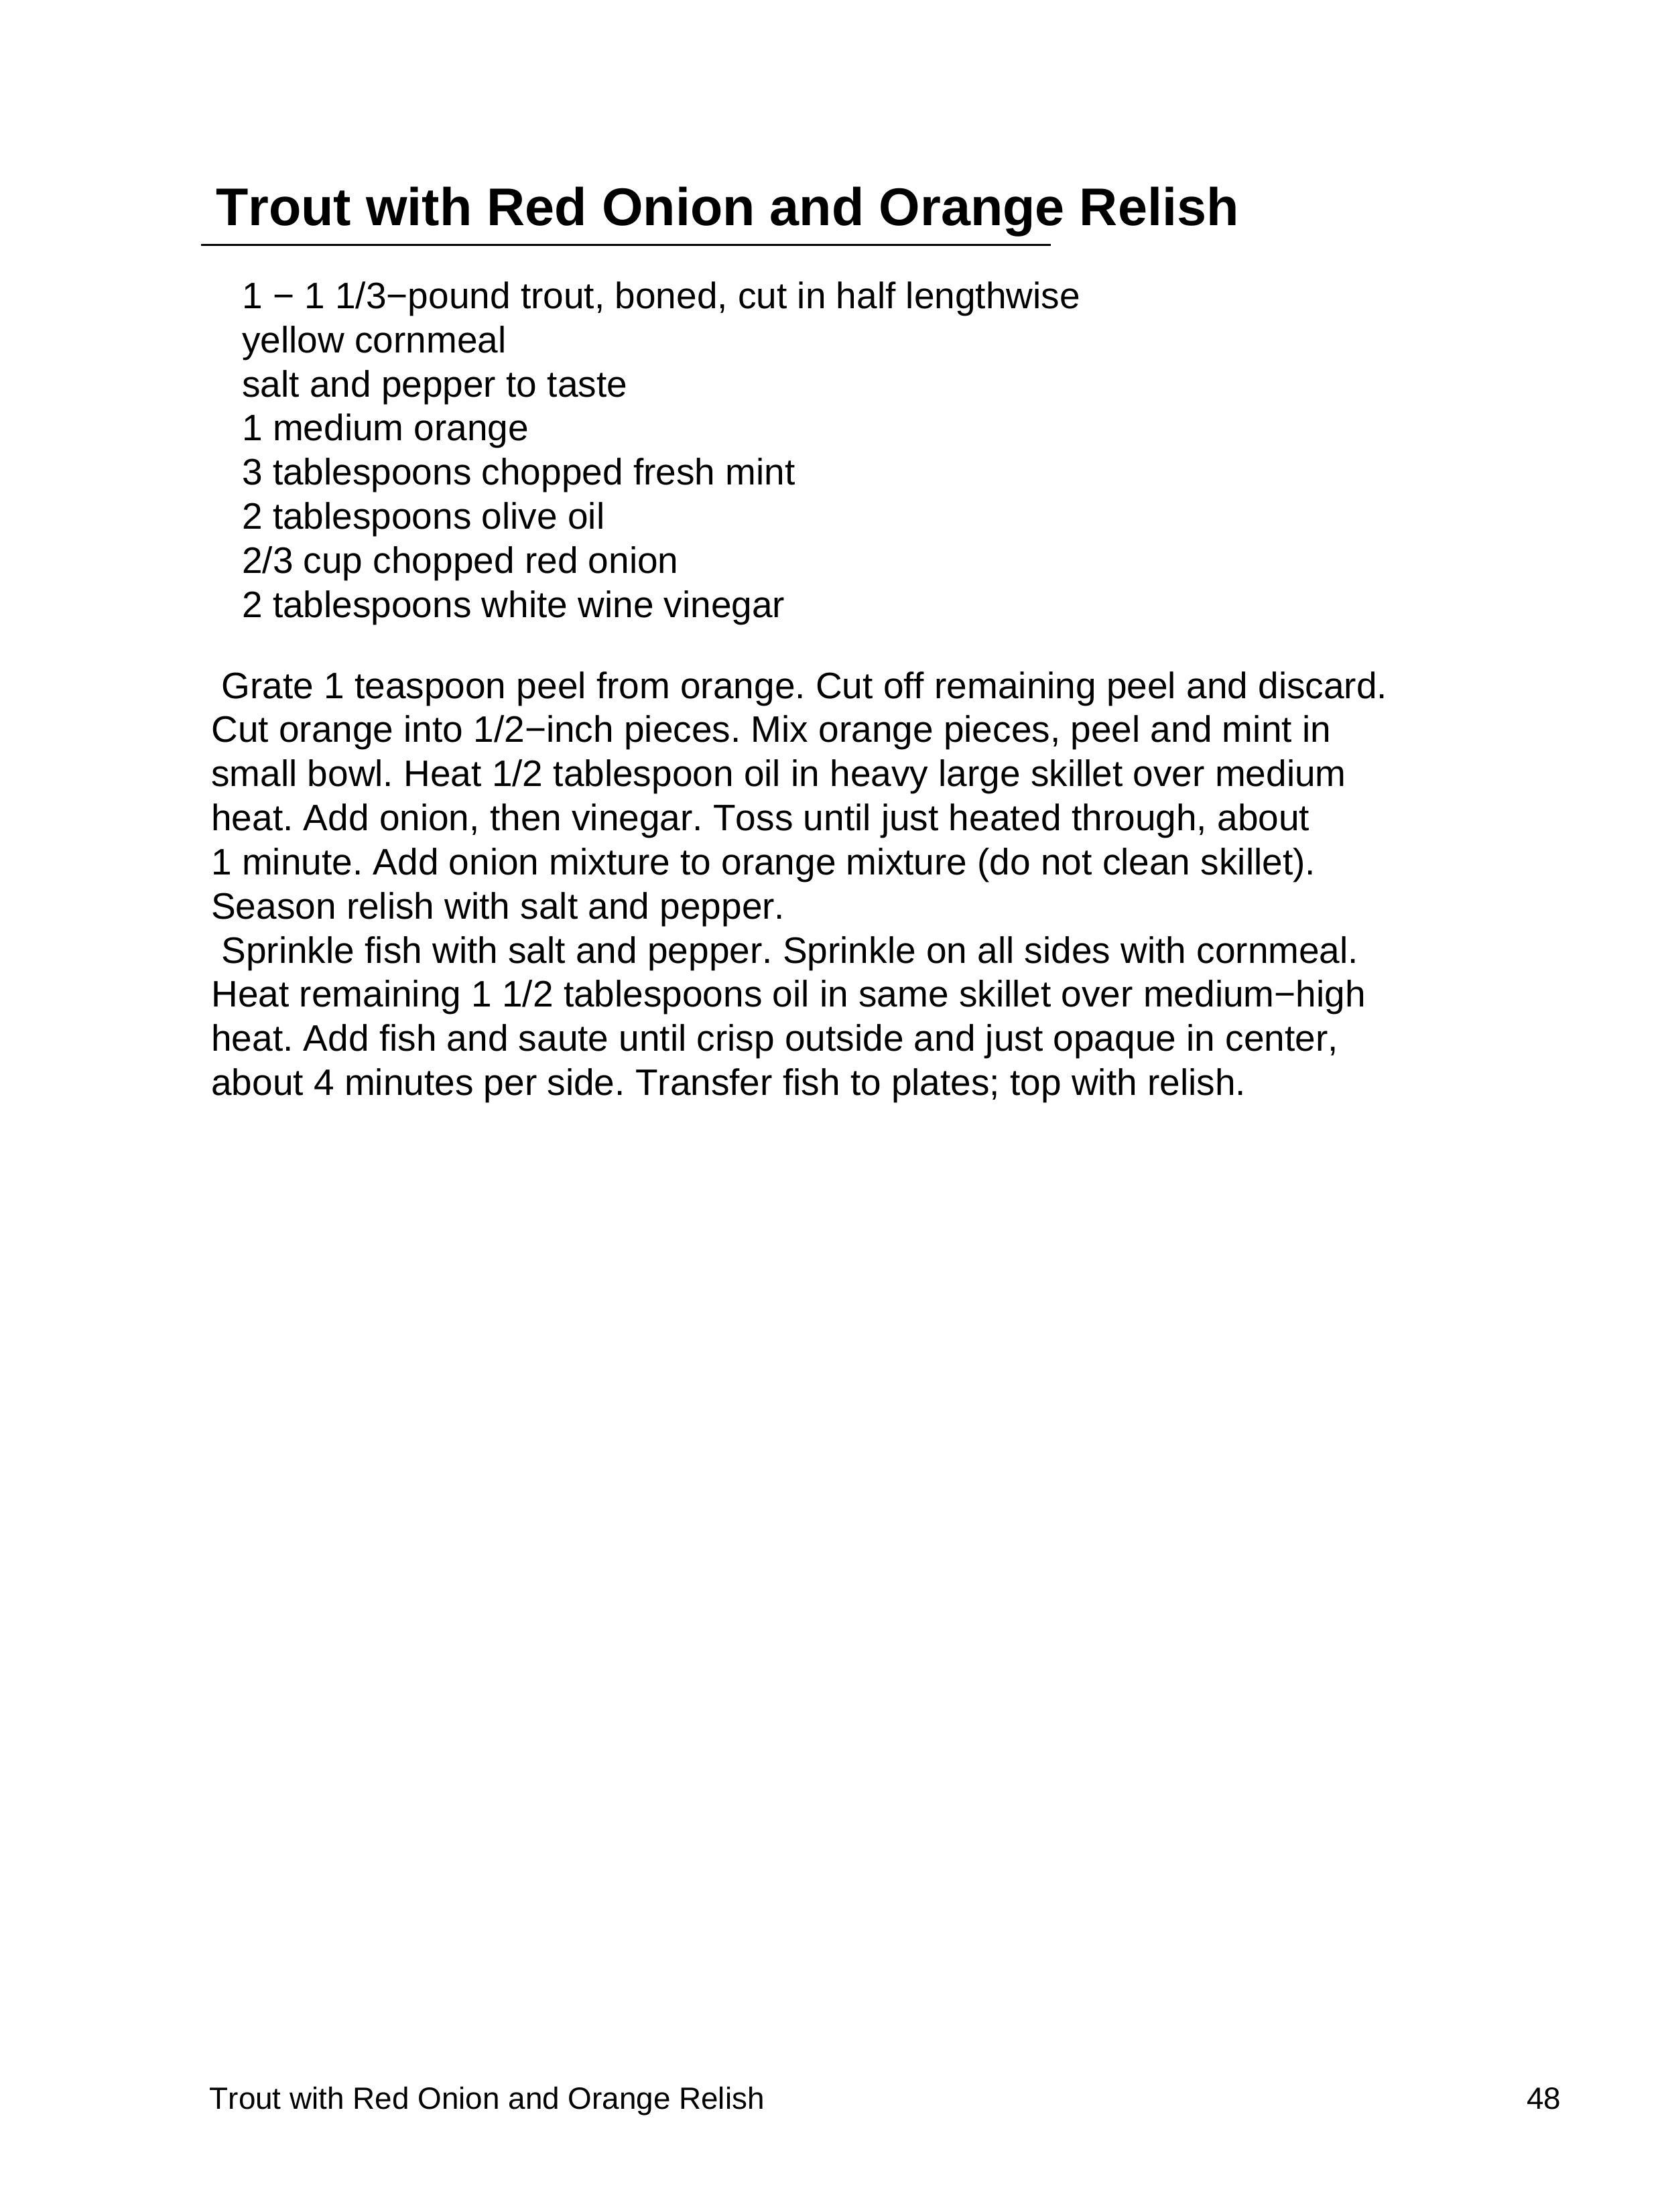 Trout with Red Onion and Orange Relish
1 − 1 1/3−pound trout, boned, cut in half lengthwise
yellow cornmeal
salt and pepper to taste
1 medium orange
3 tablespoons chopped fresh mint
2 tablespoons olive oil
2/3 cup chopped red onion
2 tablespoons white wine vinegar
Grate 1 teaspoon peel from orange. Cut off remaining peel and discard.
Cut orange into 1/2−inch pieces. Mix orange pieces, peel and mint in
small bowl. Heat 1/2 tablespoon oil in heavy large skillet over medium
heat. Add onion, then vinegar. Toss until just heated through, about
1 minute. Add onion mixture to orange mixture (do not clean skillet).
Season relish with salt and pepper.
Sprinkle fish with salt and pepper. Sprinkle on all sides with cornmeal.
Heat remaining 1 1/2 tablespoons oil in same skillet over medium−high
heat. Add fish and saute until crisp outside and just opaque in center,
about 4 minutes per side. Transfer fish to plates; top with relish.
Trout with Red Onion and Orange Relish 48